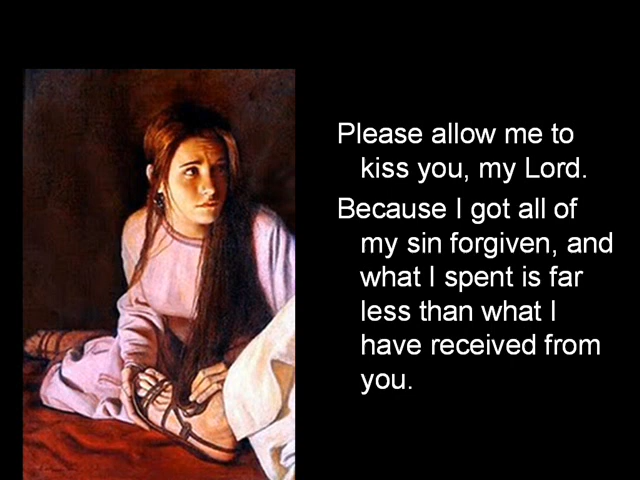 Please allow me to
kiss you, my Lord.
Because I got all of
my sin forgiven, and
what I spent is far
less than what I
have received from
you.